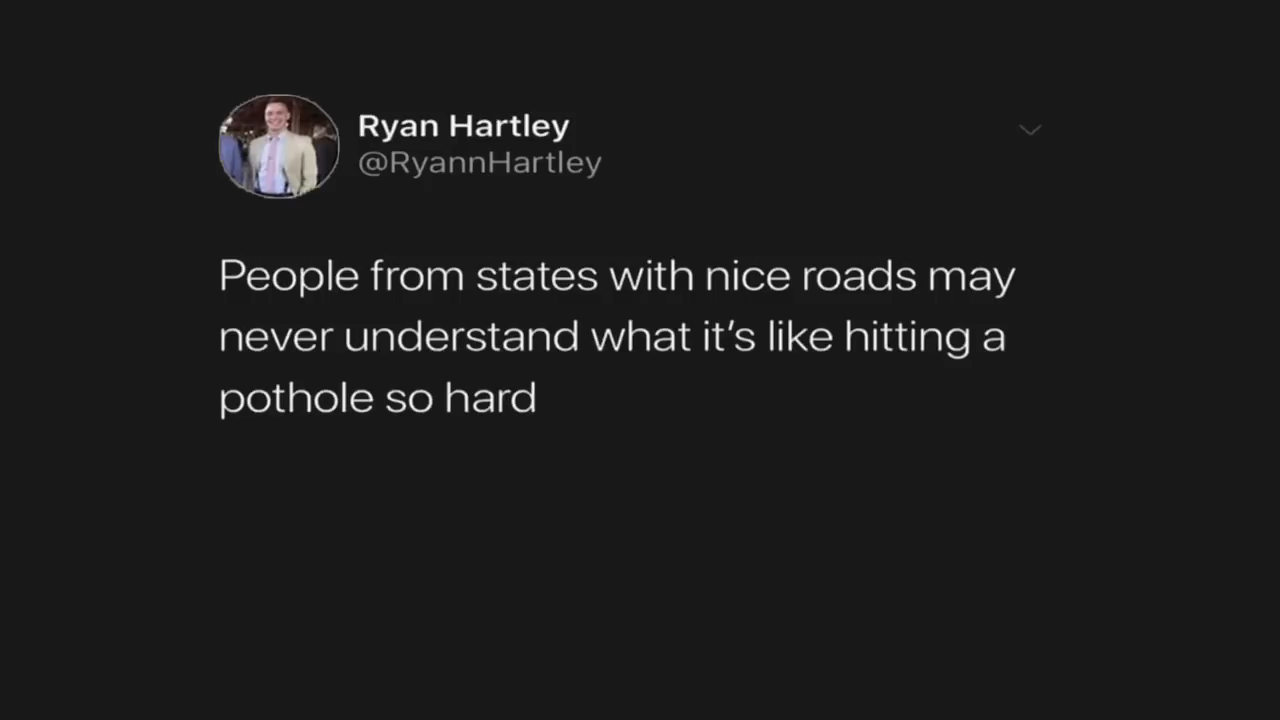 Ryan Hartley
@RyannHartley
People from states with nice roads may
never understand what it's like hitting a
pothole so hard